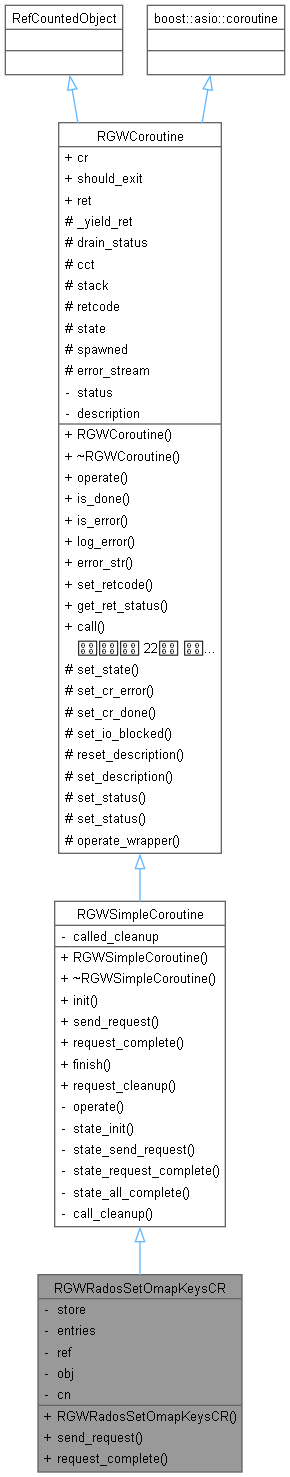 RefCountedObject
boost::asio::coroutine
RGWCoroutine
+ cr
+ should_exit
+ ret
# _yield_ret
# drain_status
# cct
# stack
# retcode
# state
# spawned
# error_stream
- status
- description
+ RGWCoroutine()
+ ~RGWCoroutine()
+ operate()
+ is_done()
+ is_error()
+ log_error()
+ error_str()
+ set_retcode()
+ get_ret_status()
+ call()
22 ...
# set_state()
# set_cr_error()
# set_cr_done()
# set_io_blocked()
# reset_description()
# set_description()
# set_status()
# set_status()
# operate_wrapper()
RGWSimpleCoroutine
- called_cleanup
+ RGWSimpleCoroutine()
+ ~RGWSimpleCoroutine()
+ init()
+ send_request()
+ request_complete()
+ finish()
+ request_cleanup()
- operate()
- state_init()
- state_send_request()
- state_request_complete()
- state_all_complete()
- call_cleanup()
RGWRadosSetOmapKeysCR
- store
- entries
- ref
- obj
- cn
+ RGWRadosSetOmapKeysCR()
+ send_request()
+ request_complete()